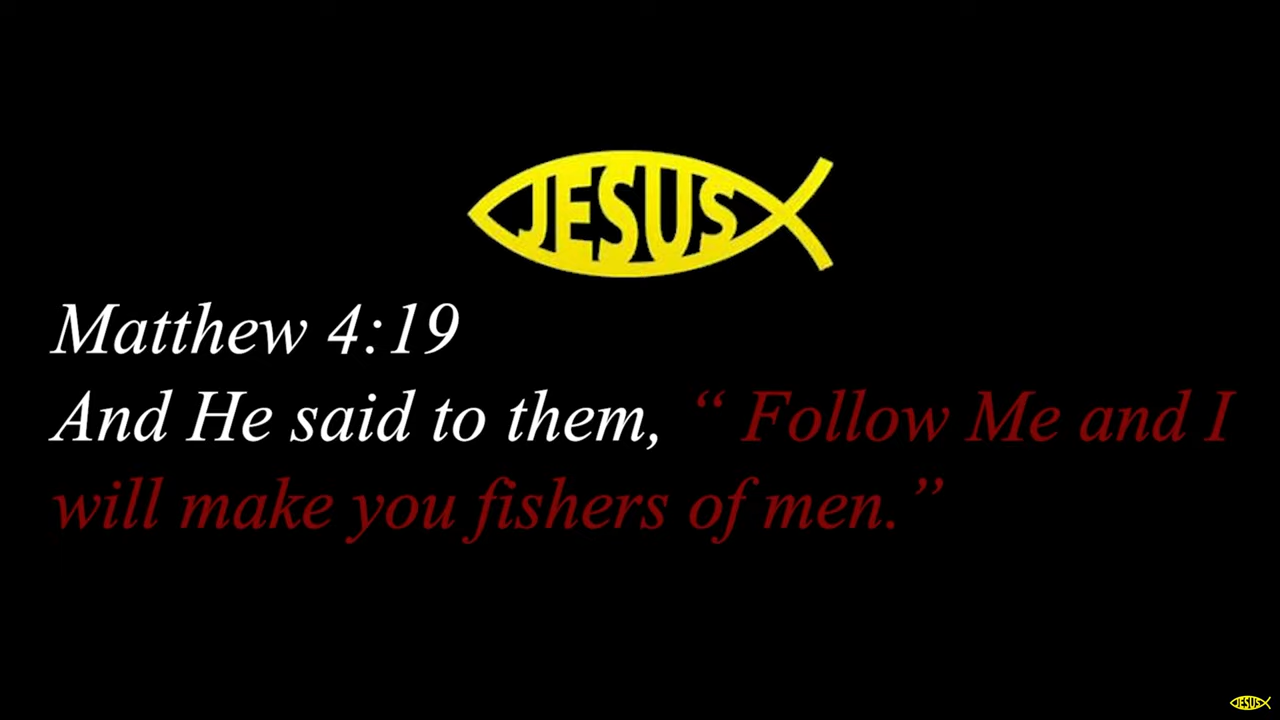 JESUS
Matthew 4:19
And He said to them, “ Follow Me and I
will make you fishers of men.”
JESUS